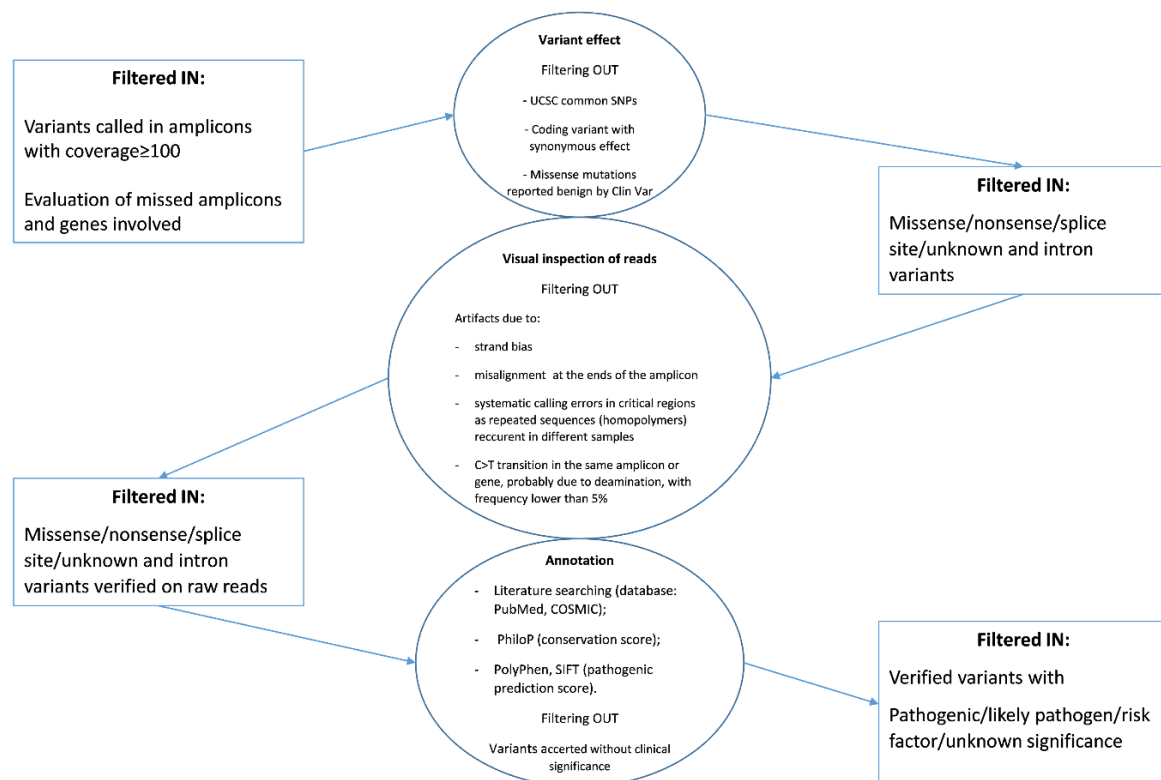 Filtered IN:
Variants called in amplicons
with coverage≥100
Evaluation of missed amplicons
and genes involved
Variant effect
Filtering OUT
- UCSC common SNPs
- Coding variant with
synonymous effect
- Missense mutations
reported benign by Clin Var
Filtered IN:
Missense/nonsense/splice
site/unknown and intron
variants
Visual inspection of reads
Filtering OUT
Artifacts due to:
- strand bias
- misalignment at the ends of the amplicon
- systematic calling errors in critical regions
as repeated sequences (homopolymers)
reccurent in different samples
- C>T transition in the same amplicon or
gene, probably due to deamination, with
frequency lower than 5%
Filtered IN:
Missense/nonsense/splice
site/unknown and intron
variants verified on raw reads
Annotation
- Literature searching (database:
PubMed, COSMIC);
- PhiloP (conservation score);
- PolyPhen, SIFT (pathogenic
prediction score).
Filtering OUT
Variants accerted without clinical
significance
Filtered IN:
Verified variants with
Pathogenic/likely pathogen/risk
factor/unknown significance